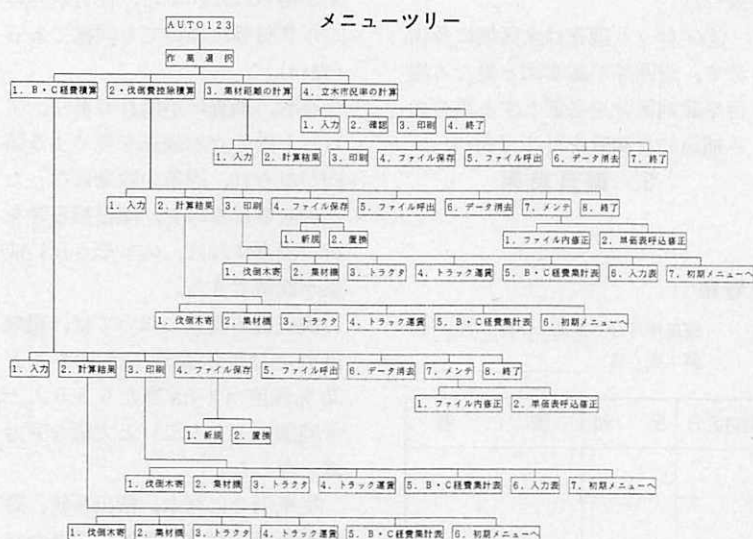 メニューツリー
AUTO123
作業選択
1. B・C経費積算 2・伐倒費控除積算 3. 集材距離の計算 4. 立木市民率の計算
1. 入力 2. 確認 3. 印刷 4. 終了
1. 入力 2. 計算結果 3. 印刷 4. ファイル保存 5. ファイル呼出 6. データ消去 7. 終了
1. 入力 2. 計算結果 3. 印刷 4. ファイル保存 5. ファイル呼出 6. データ消去 7. メンテ 8. 終了
1. 新規 2. 置換 1. ファイル内修正 2. 単価表呼込修正
1. 伐倒木寄 2. 集材機 3. トラクタ 4. トラック運賃 5. B・C経費集計表 6. 入力表 7. 初期メニューへ
1. 伐倒木寄 2. 集材機 3. トラクタ 4. トラック運賃 5. B・C経費集計表 6. 初期メニューへ
1. 入力 2. 計算結果 3. 印刷 4. ファイル保存 5. ファイル呼出 6. データ消去 7. メンテ 8. 終了
1. ファイル内修正 2. 単価表呼込修正
1. 新規 2. 置換
1. 伐倒木寄 2. 集材機 3. トラクタ 4. トラック運賃 5. B・C経費集計表 6. 入力表 7. 初期メニューへ
1. 伐倒木寄 2. 集材機 3. トラクタ 4. トラック運賃 5. B・C経費集計表 6. 初期メニューへ